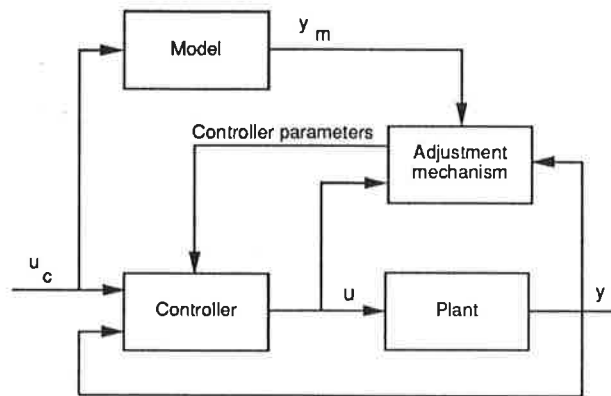 y m
Model
Controller parameters
Adjustment
mechanism
u c
Controller
u
Plant
y